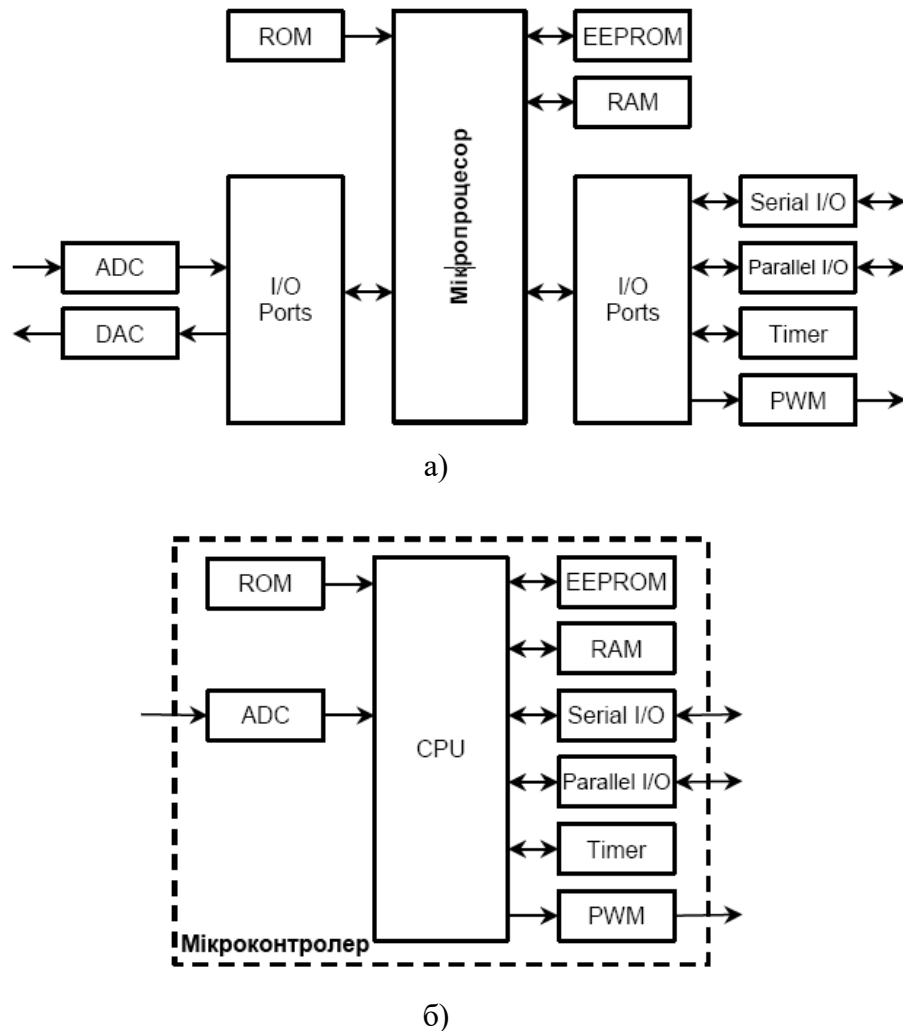 ROM
EEPROM
RAM
Мікропроцесор
Serial I/O
ADC
I/O
Ports
I/O
Ports
Parallel I/O
DAC
Timer
PWM
а)
ROM
EEPROM
RAM
ADC
Serial I/O
CPU
Parallel I/O
Timer
PWM
Мікроконтролер
б)